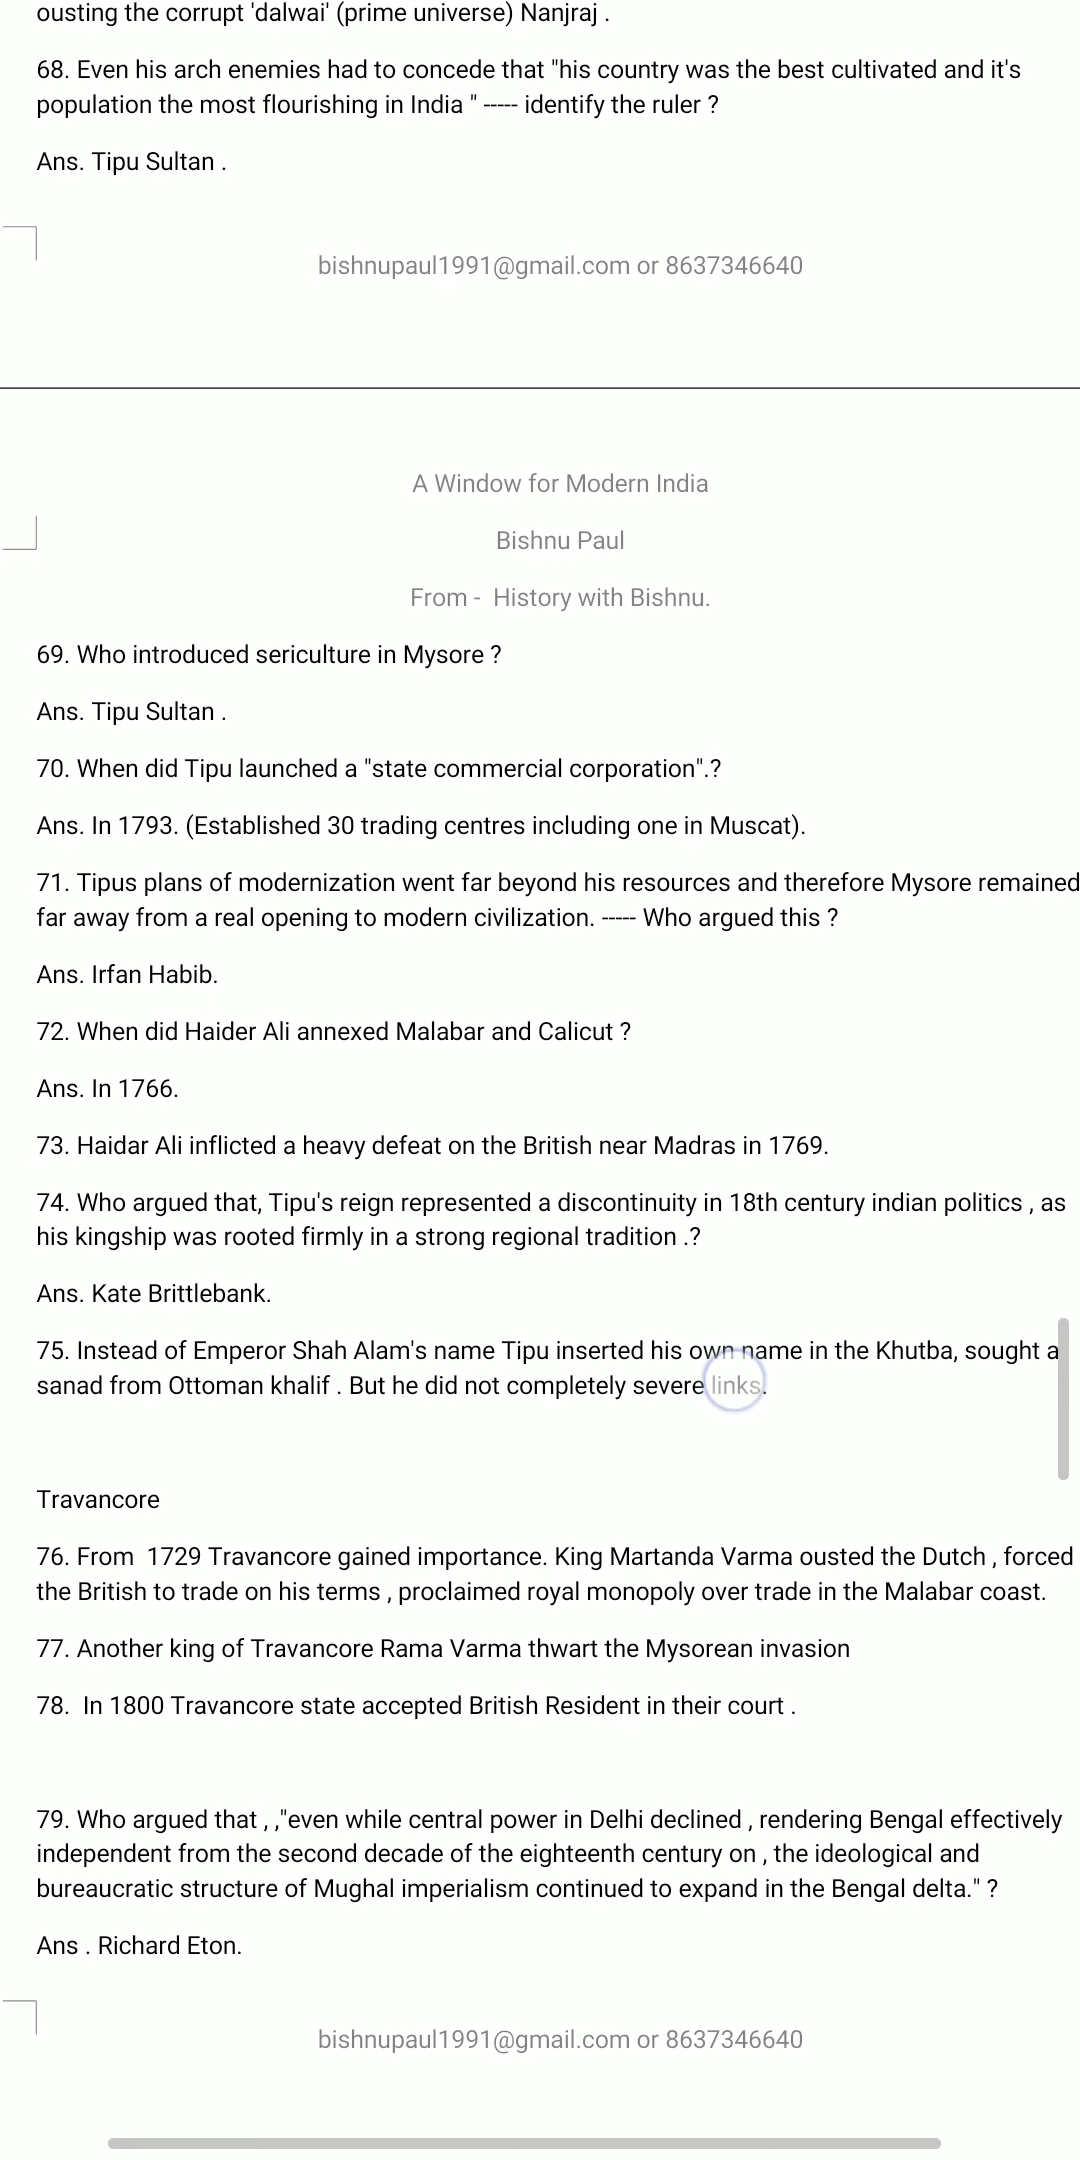 ousting the corrupt 'dalwai' (prime universe) Nanjraj .
68. Even his arch enemies had to concede that "his country was the best cultivated and it's
population the most flourishing in India " ----- identify the ruler ?
Ans. Tipu Sultan .
bishnupaul1991@gmail.com or 8637346640
A Window for Modern India
Bishnu Paul
From -  History with Bishnu.
69. Who introduced sericulture in Mysore ?
Ans. Tipu Sultan .
70. When did Tipu launched a "state commercial corporation".?
Ans. In 1793. (Established 30 trading centres including one in Muscat).
71. Tipus plans of modernization went far beyond his resources and therefore Mysore remained
far away from a real opening to modern civilization. ----- Who argued this ?
Ans. Irfan Habib.
72. When did Haider Ali annexed Malabar and Calicut ?
Ans. In 1766.
73. Haidar Ali inflicted a heavy defeat on the British near Madras in 1769.
74. Who argued that, Tipu's reign represented a discontinuity in 18th century indian politics , as
his kingship was rooted firmly in a strong regional tradition .?
Ans. Kate Brittlebank.
75. Instead of Emperor Shah Alam's name Tipu inserted his own name in the Khutba, sought a
sanad from Ottoman khalif . But he did not completely severe links.
Travancore
76. From  1729 Travancore gained importance. King Martanda Varma ousted the Dutch , forced
the British to trade on his terms , proclaimed royal monopoly over trade in the Malabar coast.
77. Another king of Travancore Rama Varma thwart the Mysorean invasion
78.  In 1800 Travancore state accepted British Resident in their court .
79. Who argued that , ,"even while central power in Delhi declined , rendering Bengal effectively
independent from the second decade of the eighteenth century on , the ideological and
bureaucratic structure of Mughal imperialism continued to expand in the Bengal delta." ?
Ans . Richard Eton.
bishnupaul1991@gmail.com or 8637346640